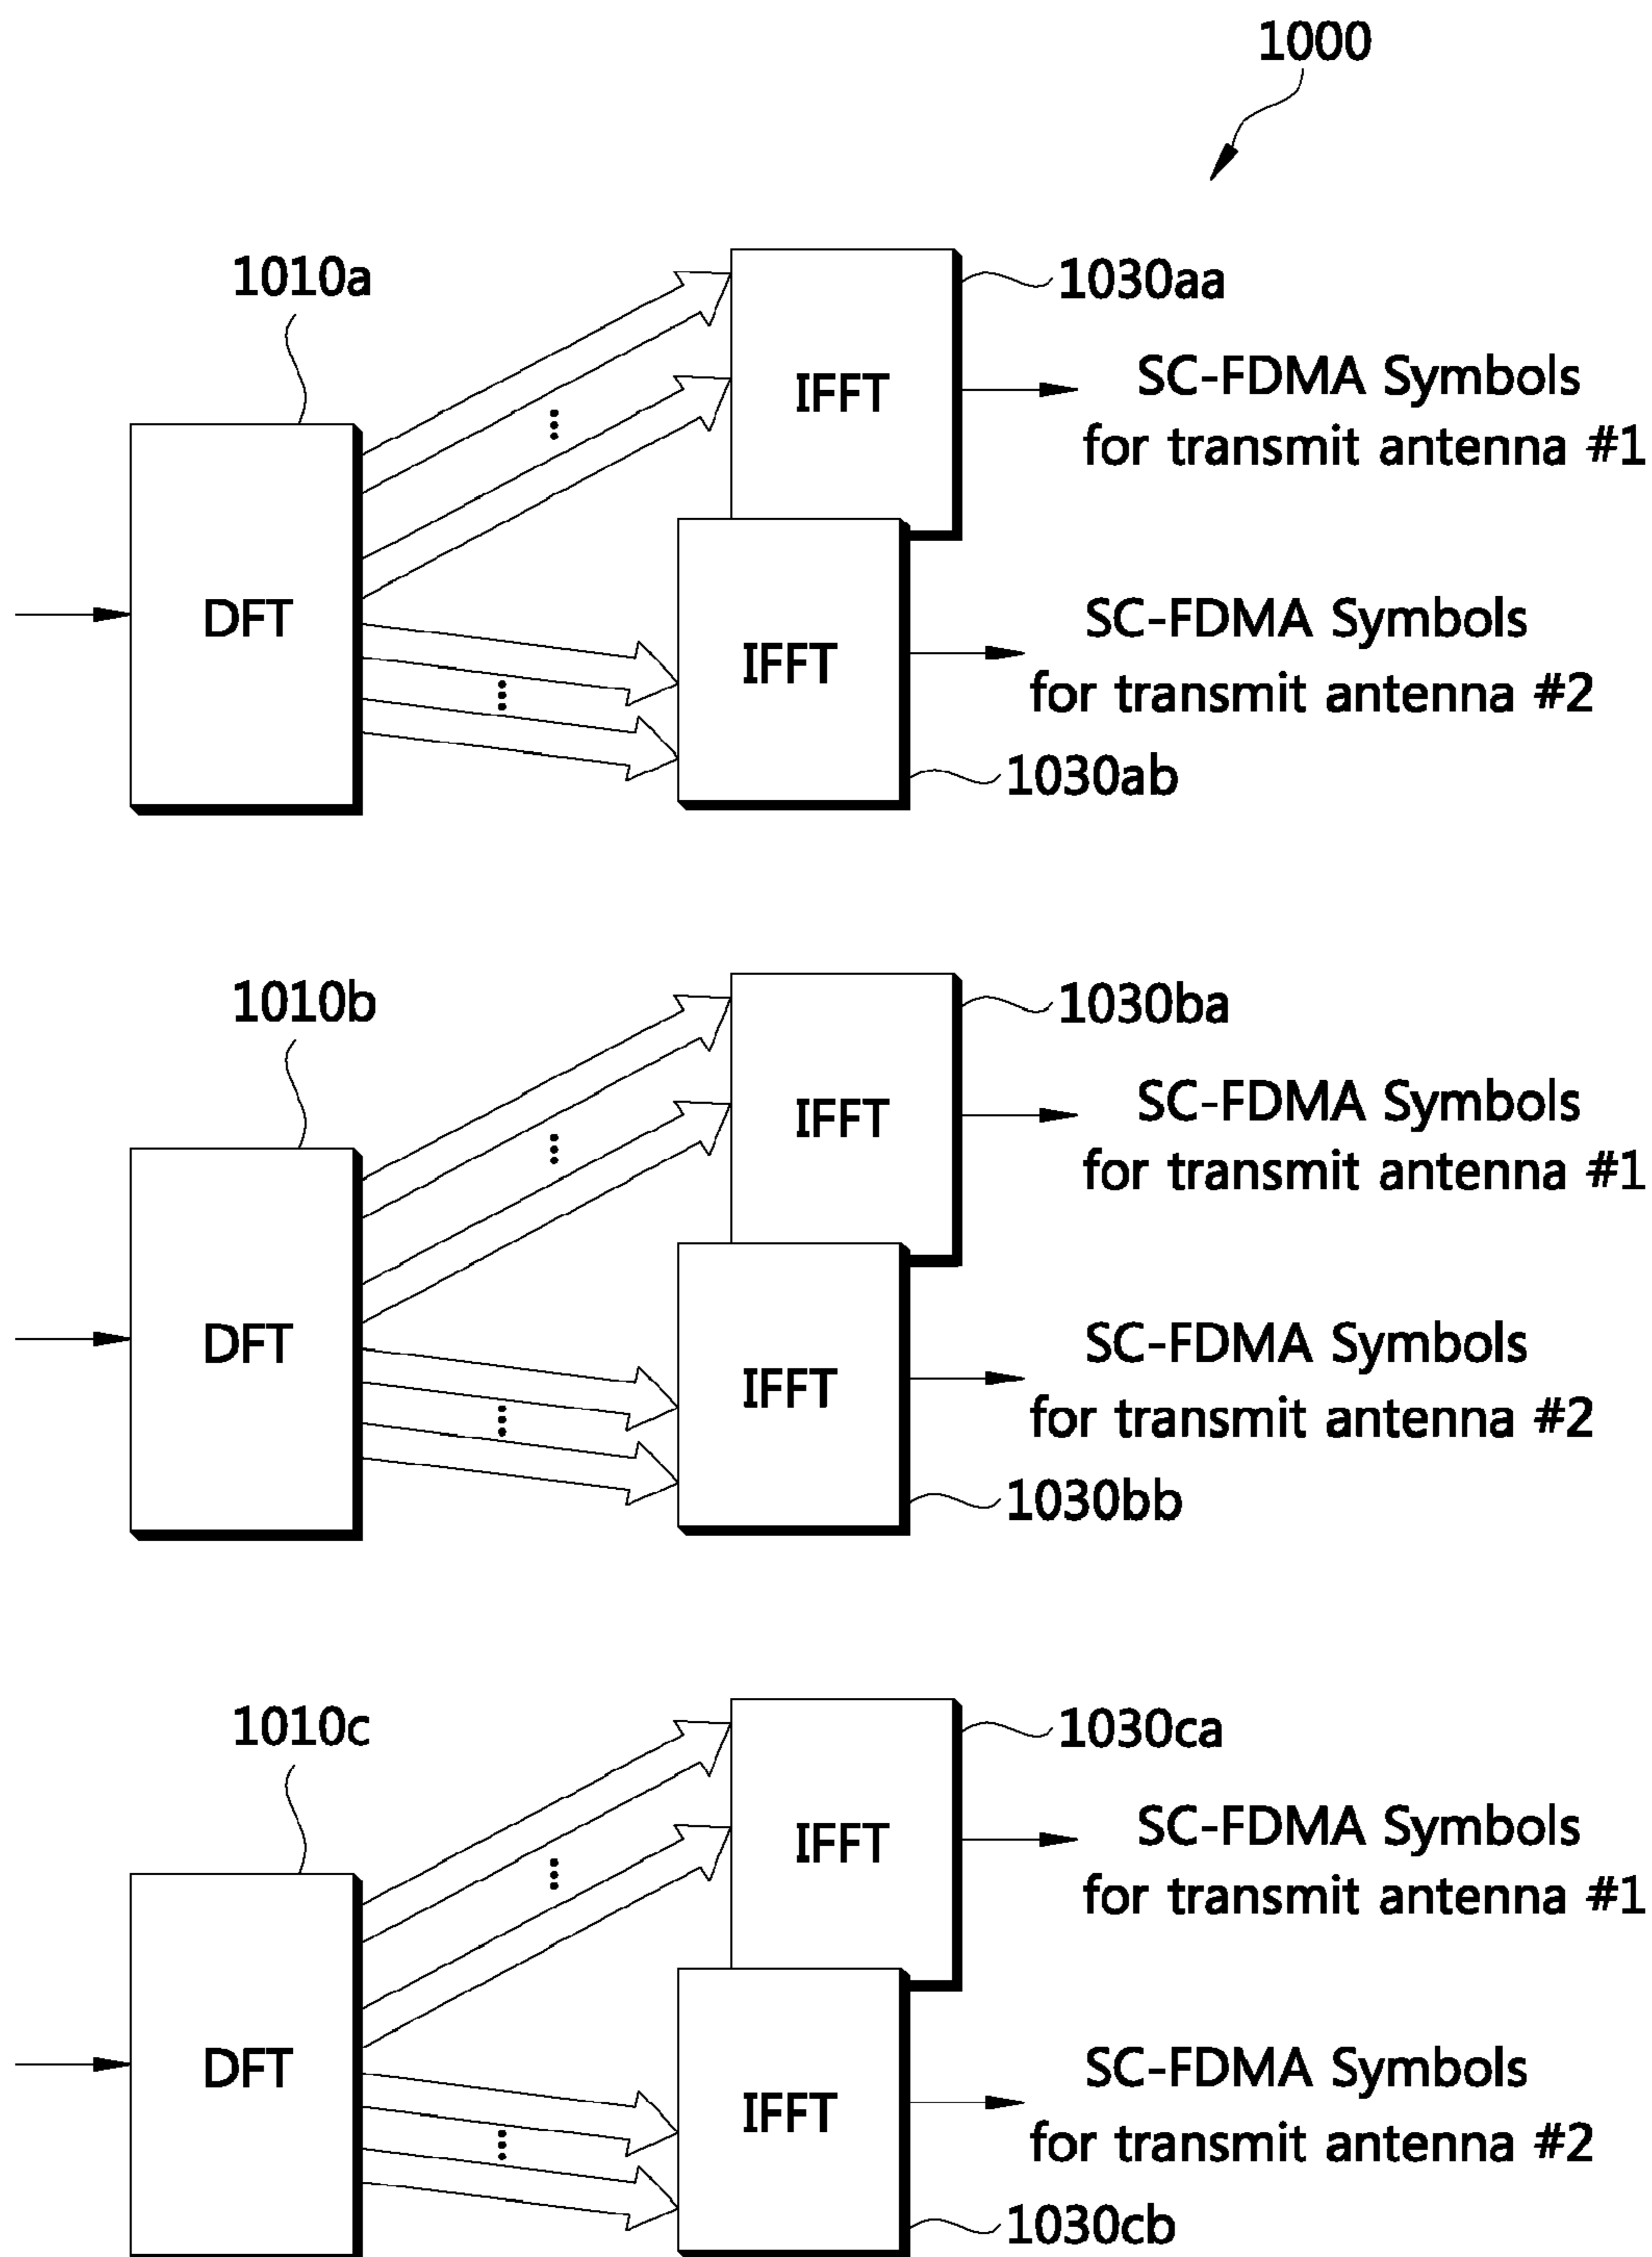 1000
1010a
1030aa
IFFT
SC-FDMA Symbols
for transmit antenna #1
DFT
IFFT
SC-FDMA Symbols
for transmit antenna #2
1030ab
1010b
1030ba
IFFT
SC-FDMA Symbols
for transmit antenna #1
DFT
IFFT
SC-FDMA Symbols
for transmit antenna #2
1030bb
1010c
1030ca
IFFT
SC-FDMA Symbols
for transmit antenna #1
DFT
IFFT
SC-FDMA Symbols
for transmit antenna #2
1030cb